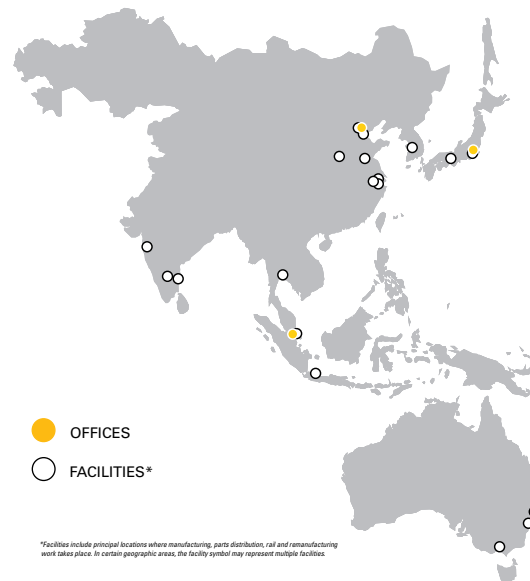 OFFICES
FACILITIES*
*Facilities include principal locations where manufacturing, parts distribution, rail and remanufacturing
work takes place. In certain geographic areas, the facility symbol may represent multiple facilities.